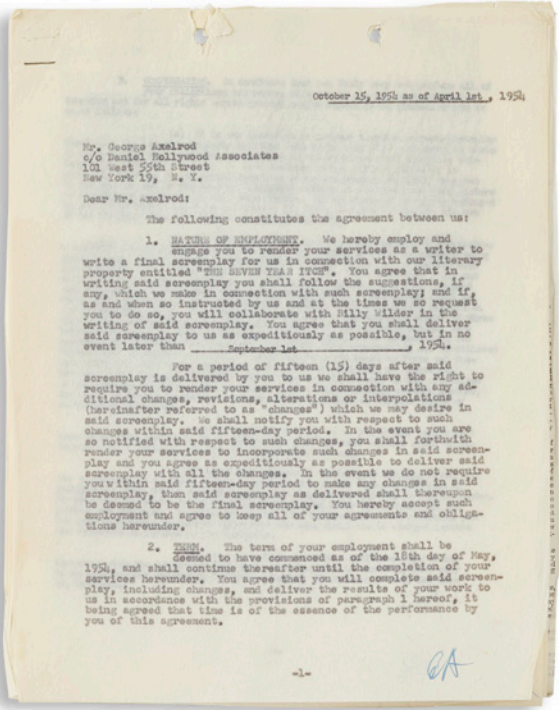 October 15, 1954 as of April 1st, 1954
Mr. George Axelrod
c/o Daniel Hollywood Associates
101 West 55th Street
New York 19, N. Y.
Dear Mr. Axelrod:
The following constitutes the agreement between us:
1. NATURE OF EMPLOYMENT. We hereby employ and
engage you to render your services as a writer to
write a final screenplay for us in connection with our literary
property entitled "THE SEVEN YEAR ITCH". You agree that in
writing said screenplay you shall follow the suggestions, if
any, which we make in connection with such screenplay; and if,
as and when so instructed by us and at the times we so request
you to do so, you will collaborate with Billy Wilder in the
writing of said screenplay. You agree that you shall deliver
said screenplay to us as expeditiously as possible, but in no
event later than September 1st, 1954.
For a period of fifteen (15) days after said
screenplay is delivered by you to us we shall have the right to
require you to render your services in connection with any ad-
ditional changes, revisions, alterations or interpolations
(hereinafter referred to as "changes") which we may desire in
said screenplay. We shall notify you with respect to such
changes within said fifteen-day period. In the event you are
so notified with respect to such changes, you shall forthwith
render your services to incorporate such changes in said screen-
play and you agree as expeditiously as possible to deliver said
screenplay with all the changes. In the event we do not require
you within said fifteen-day period to make any changes in said
screenplay, then said screenplay as delivered shall thereupon
be deemed to be the final screenplay. You hereby accept such
employment and agree to keep all of your agreements and obliga-
tions hereunder.
2. TERM. The term of your employment shall be
deemed to have commenced as of the 18th day of May,
1954, and shall continue thereafter until the completion of your
services hereunder. You agree that you will complete said screen-
play, including changes, and deliver the results of your work to
us in accordance with the provisions of paragraph 1 hereof, it
being agreed that time is of the essence of the performance by
you of this agreement.
-1-